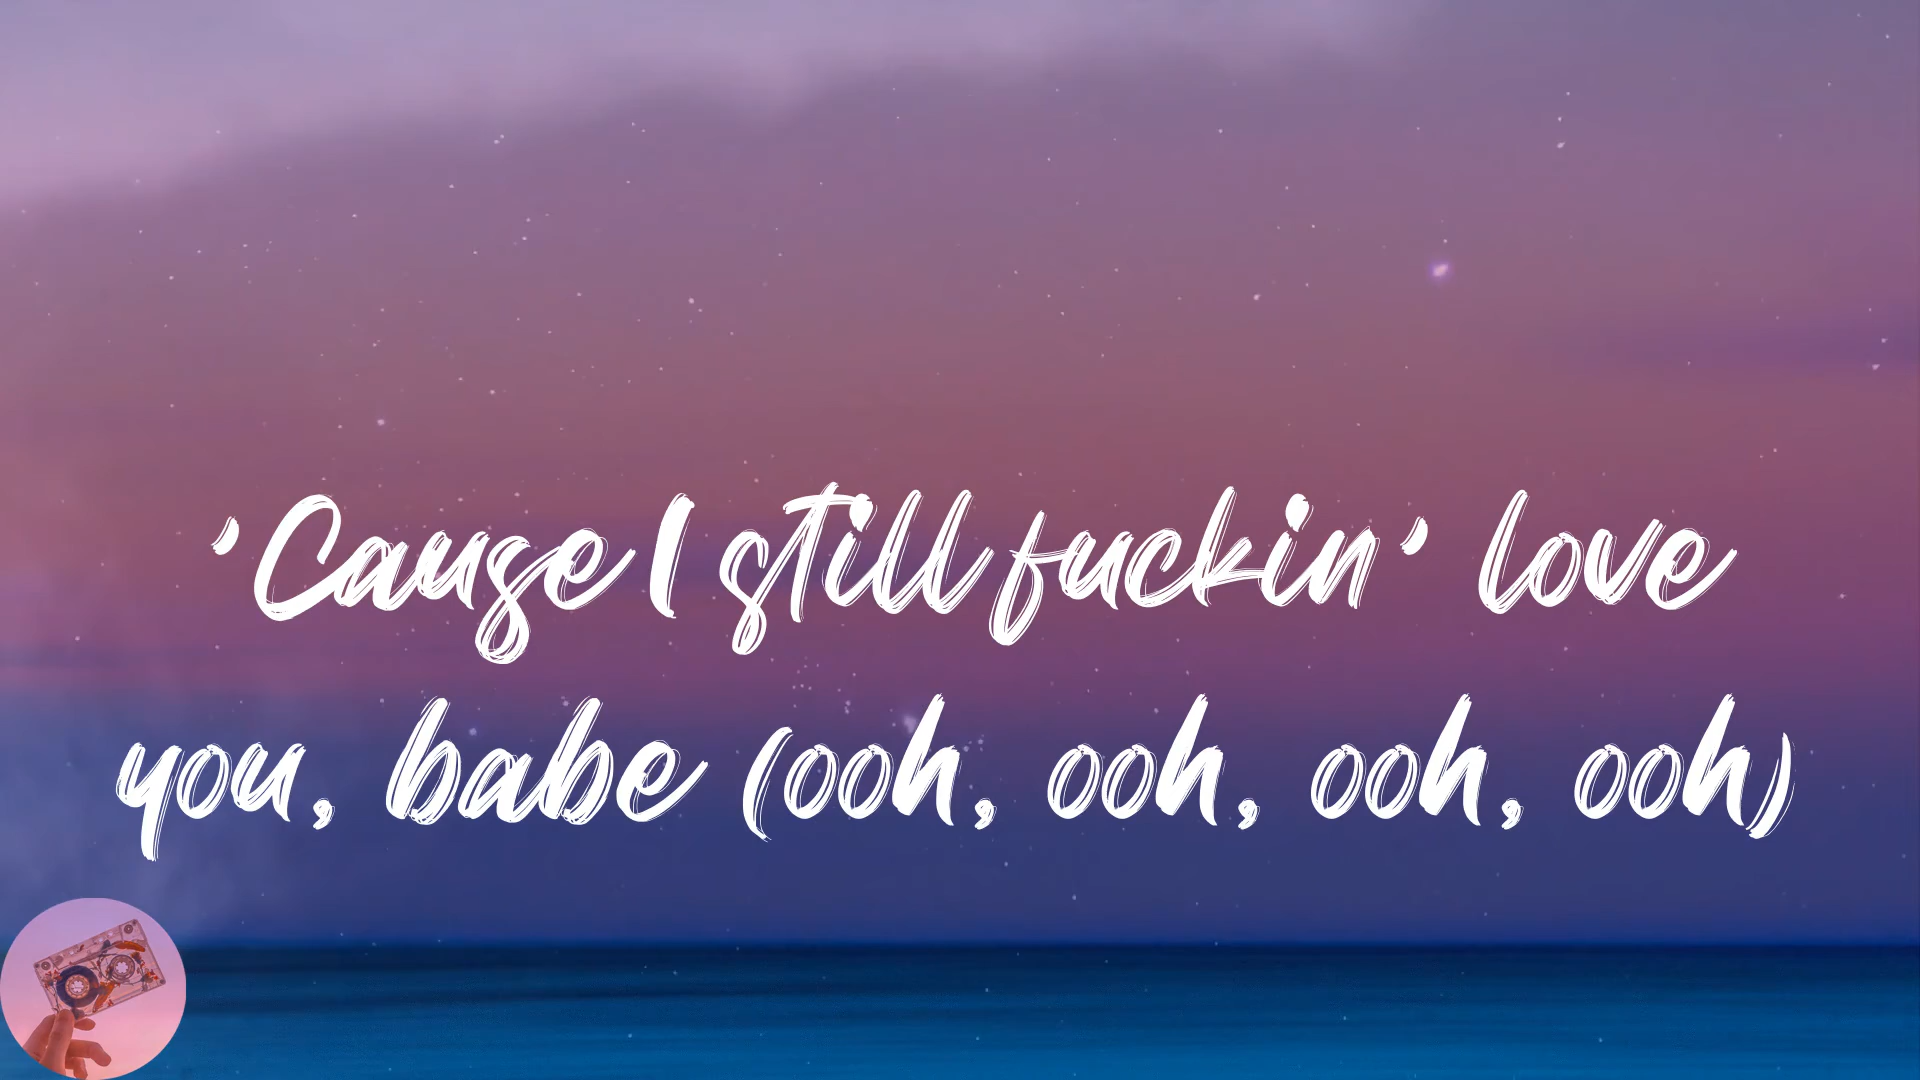 'Cause I still fuckin' love
you, babe (ooh, ooh, ooh, ooh)